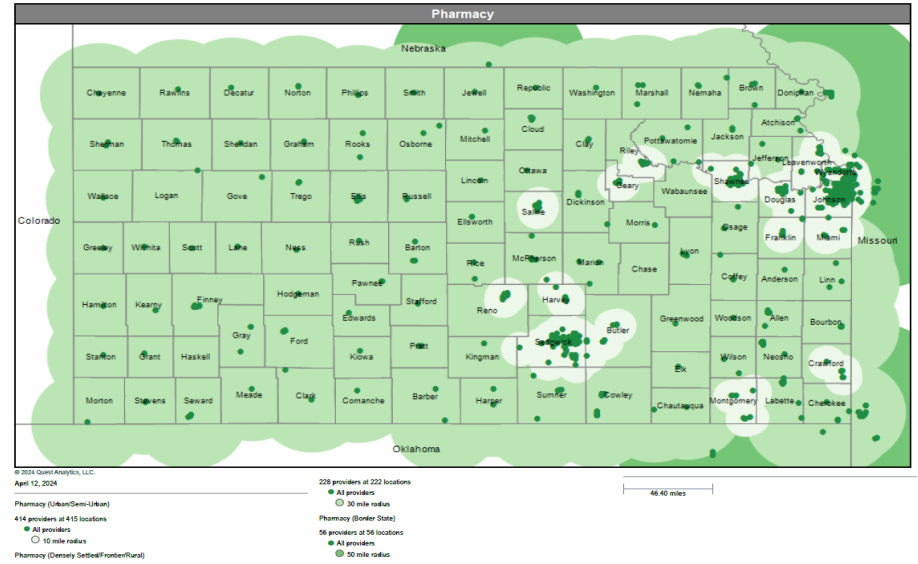 Pharmacy
Nebraska
Cheyenne Rawlins Decatur Norton Phillips Smith Jewell Republic Washington Marshall Nemaha Brown Doniphan
Atchison
Sherman Thomas Sheridan Graham Rooks Osborne Mitchell Cloud Clay Riley Pottawatomie Jackson
Jefferson Leavenworth
Wallace Logan Gove Trego Ellis Russell Lincoln Ottawa Dickinson Geary Wabaunsee Shawnee Wyandotte
Douglas Johnson
Colorado
Ellsworth Saline Morris Osage Franklin Miami
Missouri
Greeley Wichita Scott Lane Ness Rush Barton Rice McPherson Marion Chase Lyon Coffey Anderson Linn
Hamilton Kearny Finney Hodgeman Pawnee Stafford Reno Harvey
Gray Ford Edwards Sedgwick Butler Greenwood Woodson Allen Bourbon
Stanton Grant Haskell Kiowa Pratt Kingman Elk Wilson Neosho Crawford
Morton Stevens Seward Meade Clark Comanche Barber Harper Sumner Cowley Chautauqua Montgomery Labette Cherokee
Oklahoma
© 2024 Quest Analytics, LLC.
April 12, 2024
Pharmacy (Urban/Semi-Urban)
414 providers at 415 locations
All providers
10 mile radius
Pharmacy (Densely Settled/Frontier/Rural)
228 providers at 222 locations
All providers
30 mile radius
Pharmacy (Border State)
56 providers at 56 locations
All providers
50 mile radius
46.40 miles